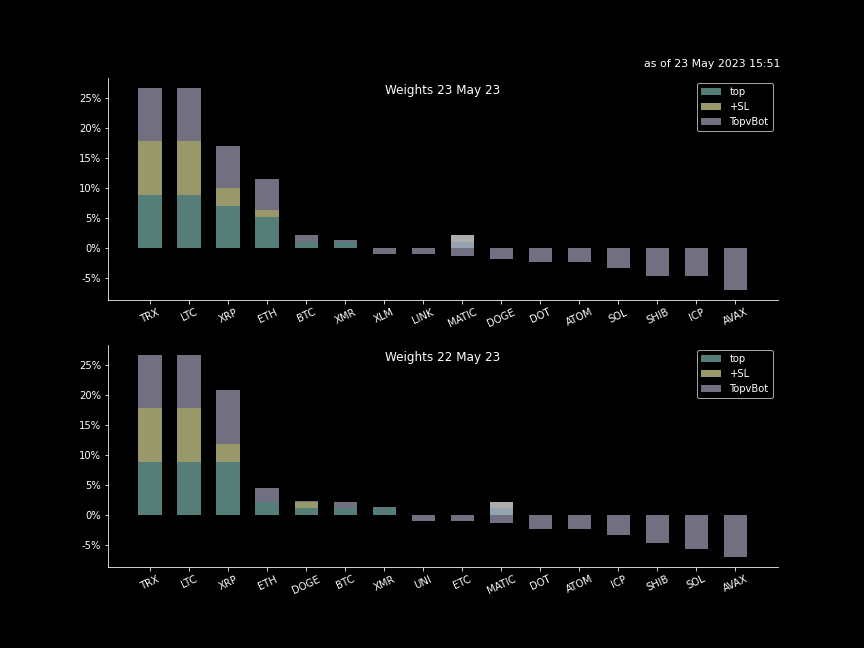 as of 23 May 2023 15:51
Weights 23 May 23
top
+SL
TopvBot
25%
20%
15%
10%
5%
0%
-5%
TRX LTC XRP ETH BTC XMR XLM LINK MATIC DOGE DOT ATOM SOL SHIB ICP AVAX
Weights 22 May 23
top
+SL
TopvBot
25%
20%
15%
10%
5%
0%
-5%
TRX LTC XRP ETH DOGE BTC XMR UNI ETC MATIC DOT ATOM ICP SHIB SOL AVAX